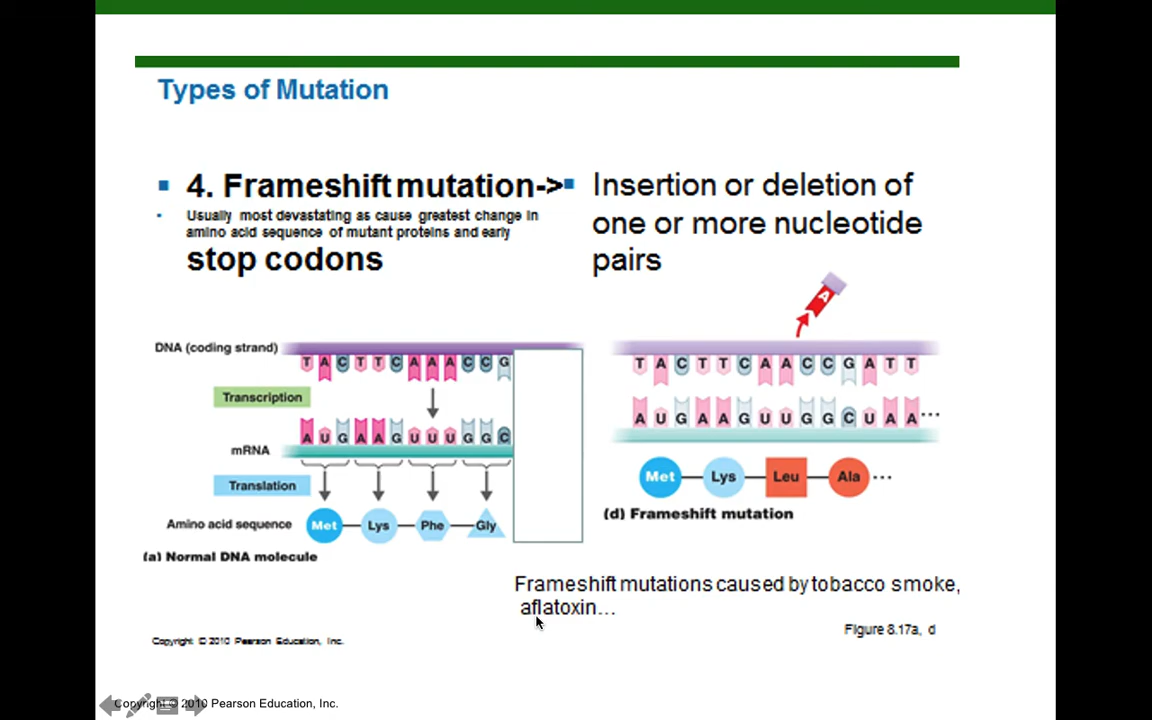 Types of Mutation
4. Frameshift mutation->
Usually most devastating as cause greatest change in
amino acid sequence of mutant proteins and early
stop codons
Insertion or deletion of
one or more nucleotide
pairs
A
DNA (coding strand)
T A C T T C A A A C C G
Transcription
A U G A A G U U U G G C
mRNA
Translation
Amino acid sequence Met Lys Phe Gly
(a) Normal DNA molecule
T A C T T C A A C C G A T T
A U G A A G U U G G C U A A ...
Met Lys Leu Ala ...
(d) Frameshift mutation
Frameshift mutations caused by tobacco smoke,
aflatoxin...
Figure 8.17a, d
Copyright © 2010 Pearson Education, Inc.
Copyright © 2010 Pearson Education, Inc.